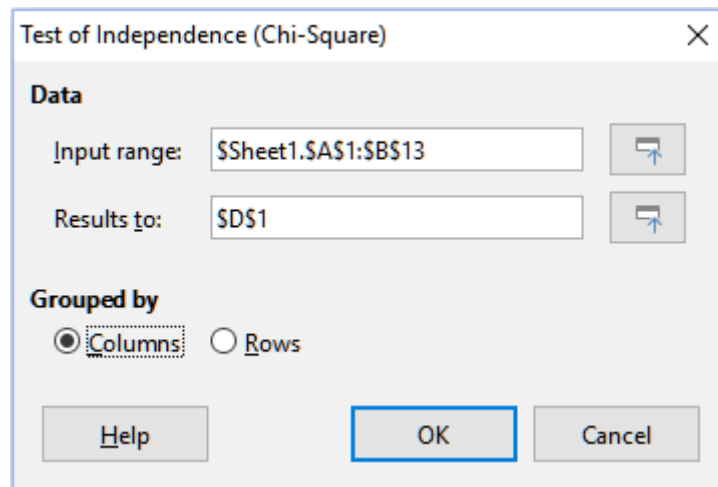 Test of Independence (Chi-Square)
Data
Input range: $Sheet1.$A$1:$B$13
Results to: $D$1
Grouped by
Columns Rows
Help OK Cancel